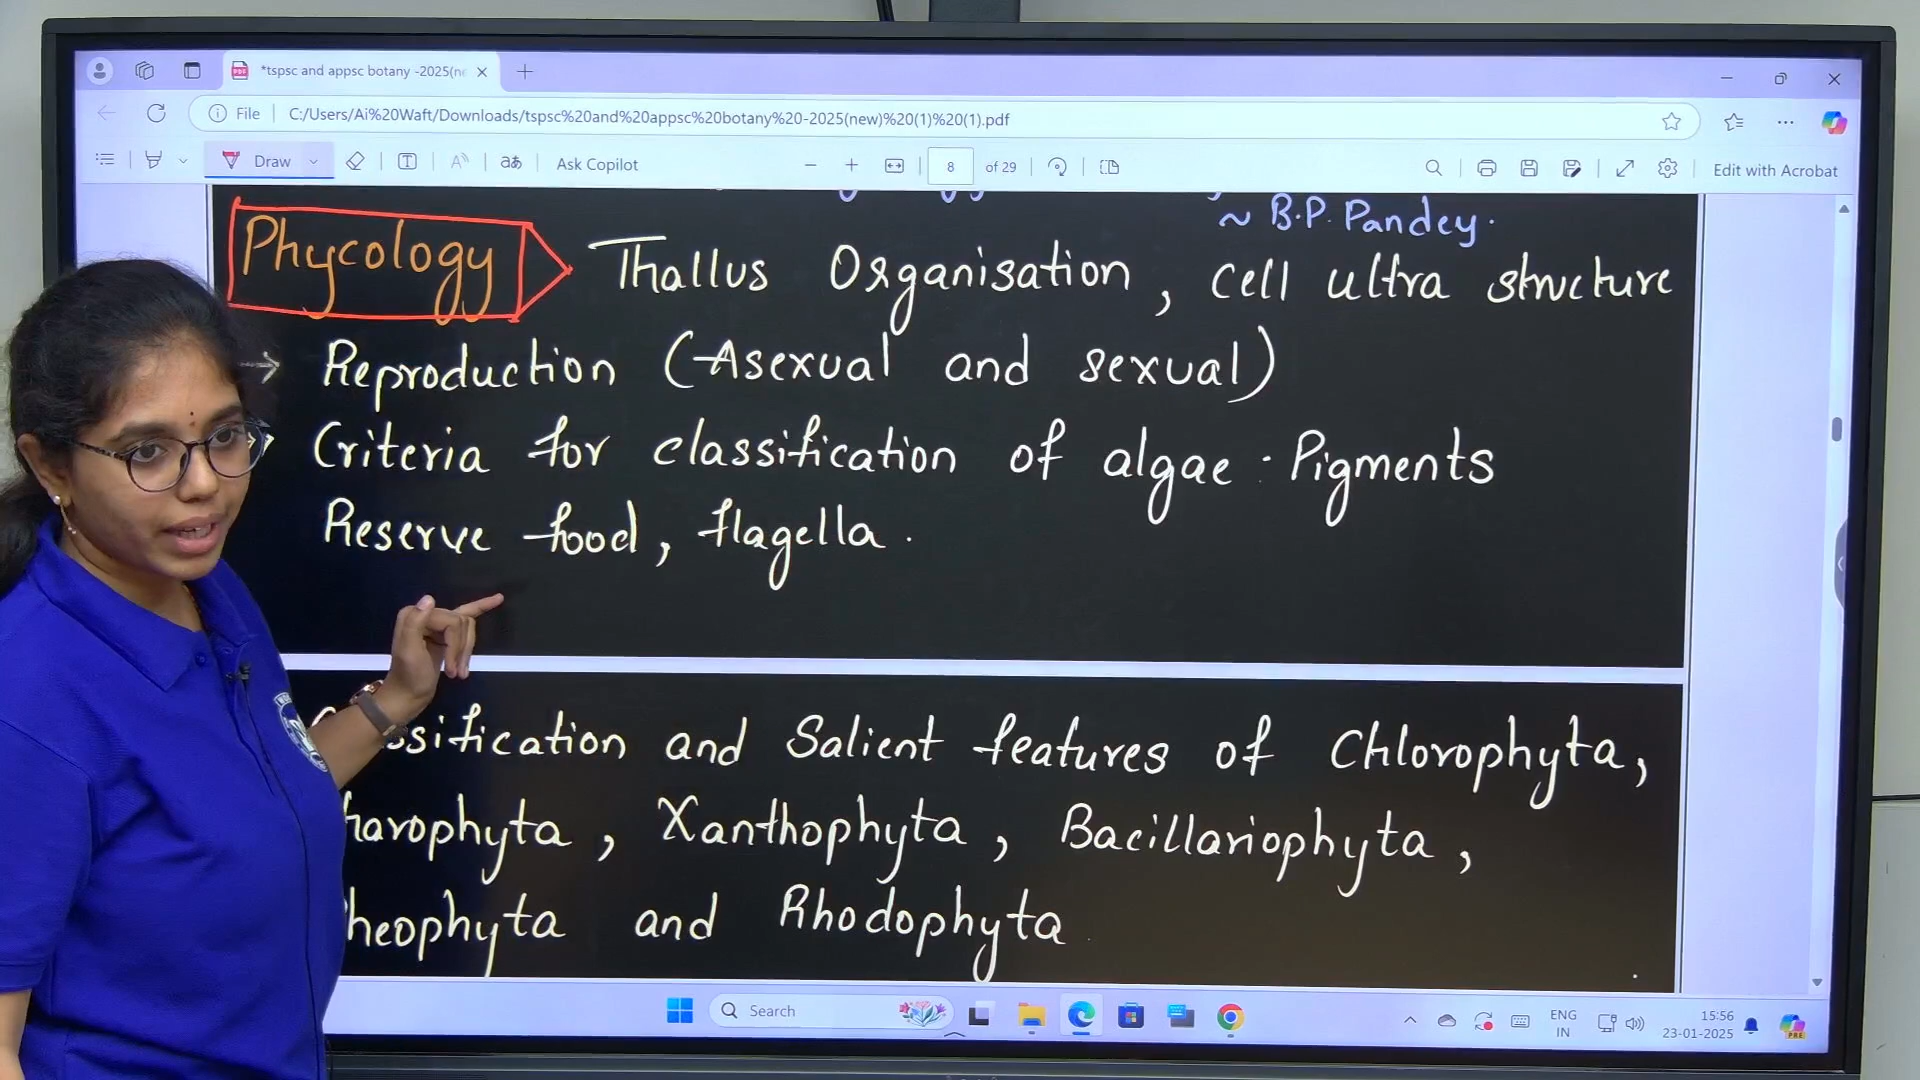 *tspsc and appsc botany -2025(ne
File C:/Users/Ai%20Waft/Downloads/tspsc%20and%20appsc%20botany%20-2025(new)%20(1)%20(1).pdf
Draw aあ Ask Copilot 8 of 29 Edit with Acrobat
~ B.P. Pandey.
Phycology Thallus Organisation, cell ultra structure
Reproduction (Asexual and sexual)
Criteria for classification of algae : Pigments
Reserve food, flagella.
ssification and Salient features of Chlorophyta,
harophyta, Xanthophyta, Bacillariophyta,
heophyta and Rhodophyta.
Search ENG IN 15:56 23-01-2025